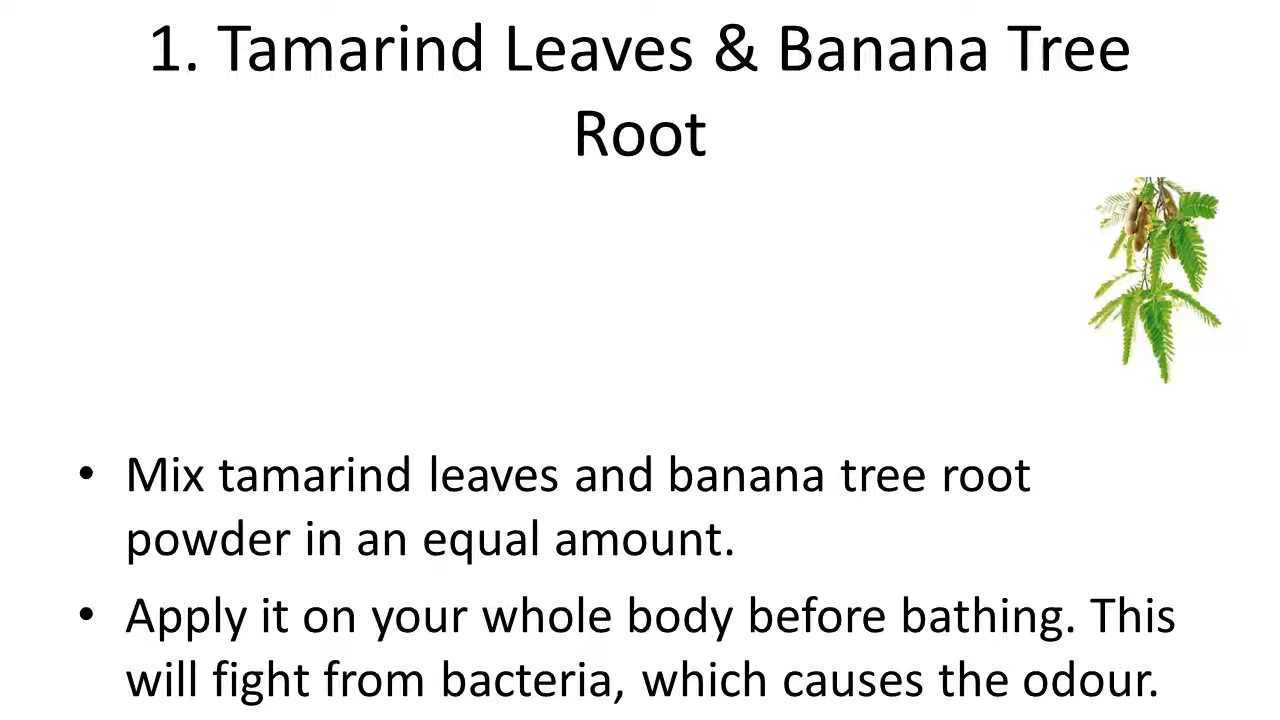 1. Tamarind Leaves & Banana Tree
Root
• Mix tamarind leaves and banana tree root
powder in an equal amount.
• Apply it on your whole body before bathing. This
will fight from bacteria, which causes the odour.